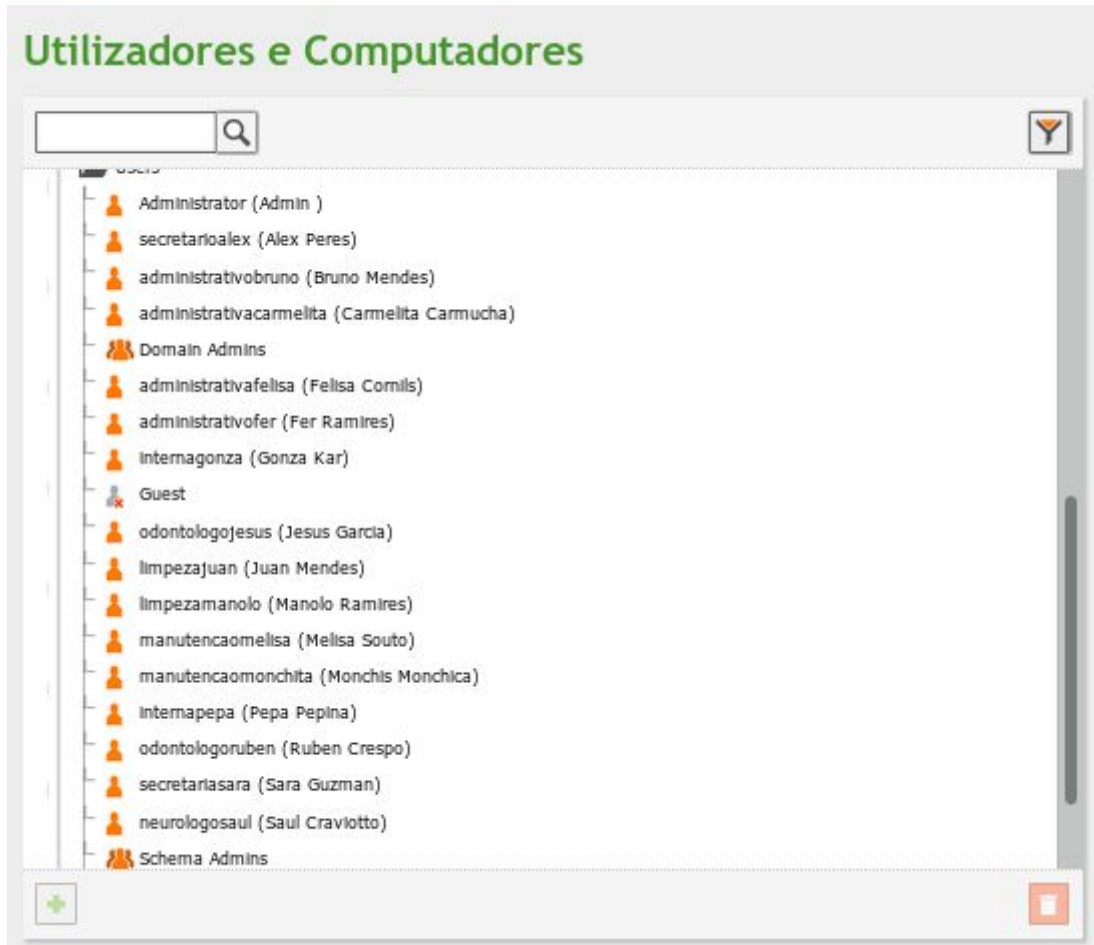 Utilizadores e Computadores
Users
Administrator (Admin )
secretarioalex (Alex Peres)
administrativobruno (Bruno Mendes)
administrativacarmelita (Carmelita Carmucha)
Domain Admins
administrativafelisa (Felisa Cornils)
administrativofer (Fer Ramires)
internagonza (Gonza Kar)
Guest
odontologojesus (Jesus Garcia)
limpezajuan (Juan Mendes)
limpezamanolo (Manolo Ramires)
manutencaomelisa (Melisa Souto)
manutencaomonchita (Monchis Monchica)
internapepa (Pepa Pepina)
odontologoruben (Ruben Crespo)
secretariasara (Sara Guzman)
neurologosaul (Saul Craviotto)
Schema Admins